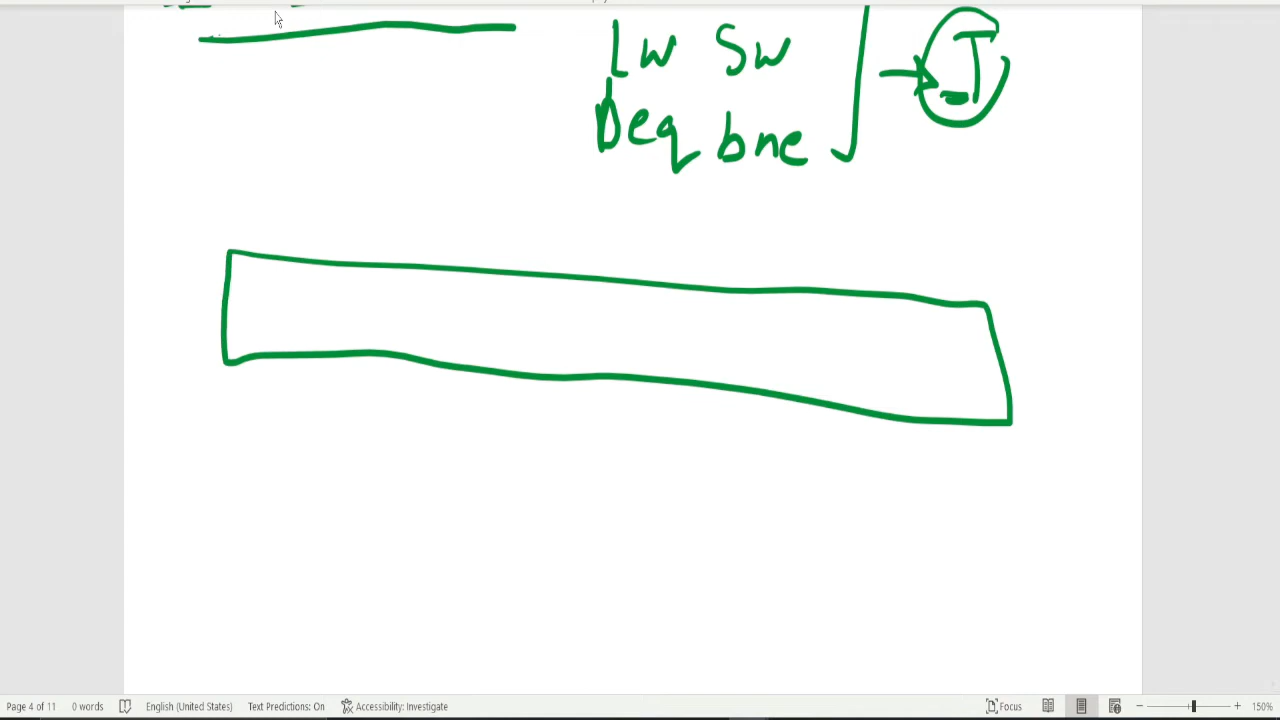 lw sw
beq bne
I
Page 4 of 11 0 words English (United States) Text Predictions: On Accessibility: Investigate Focus 150%